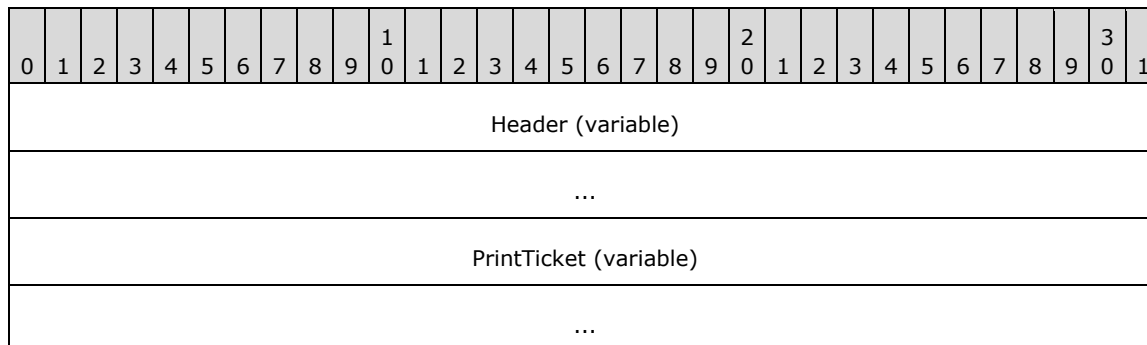 1 2 3
0 1 2 3 4 5 6 7 8 9 0 1 2 3 4 5 6 7 8 9 0 1 2 3 4 5 6 7 8 9 0 1
Header (variable)
...
PrintTicket (variable)
...